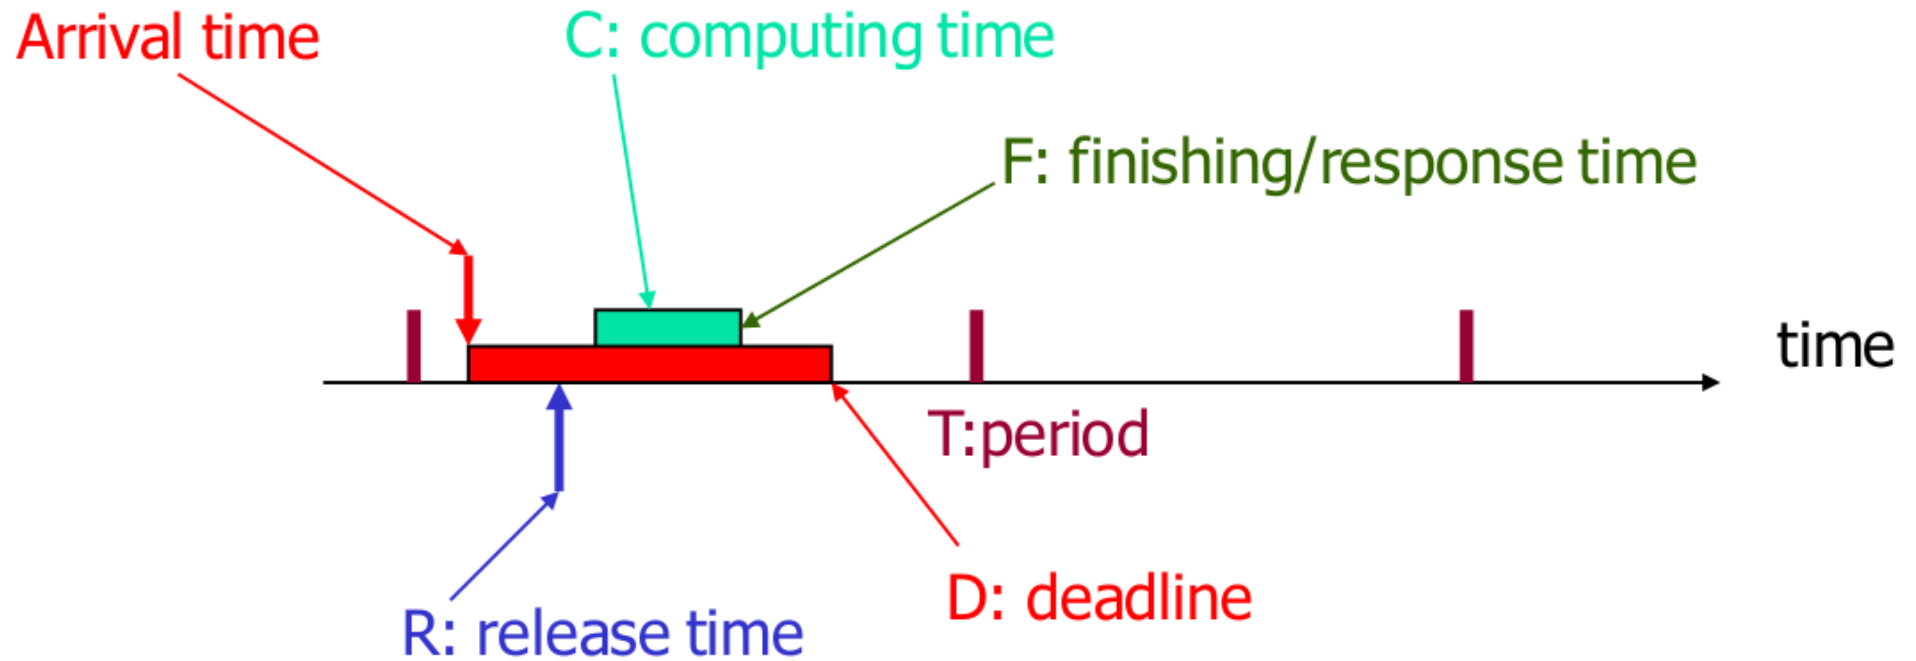 Arrival time
C: computing time
F: finishing/response time
time
T:period
D: deadline
R: release time